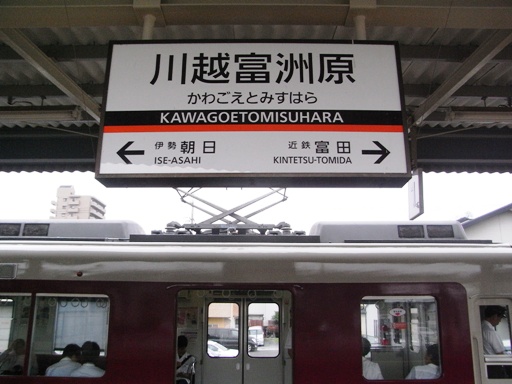 川越富洲原
かわごえとみすはら
KAWAGOETOMISUHARA
← 伊勢朝日 近鉄富田 →
ISE-ASAHI KINTETSU-TOMIDA